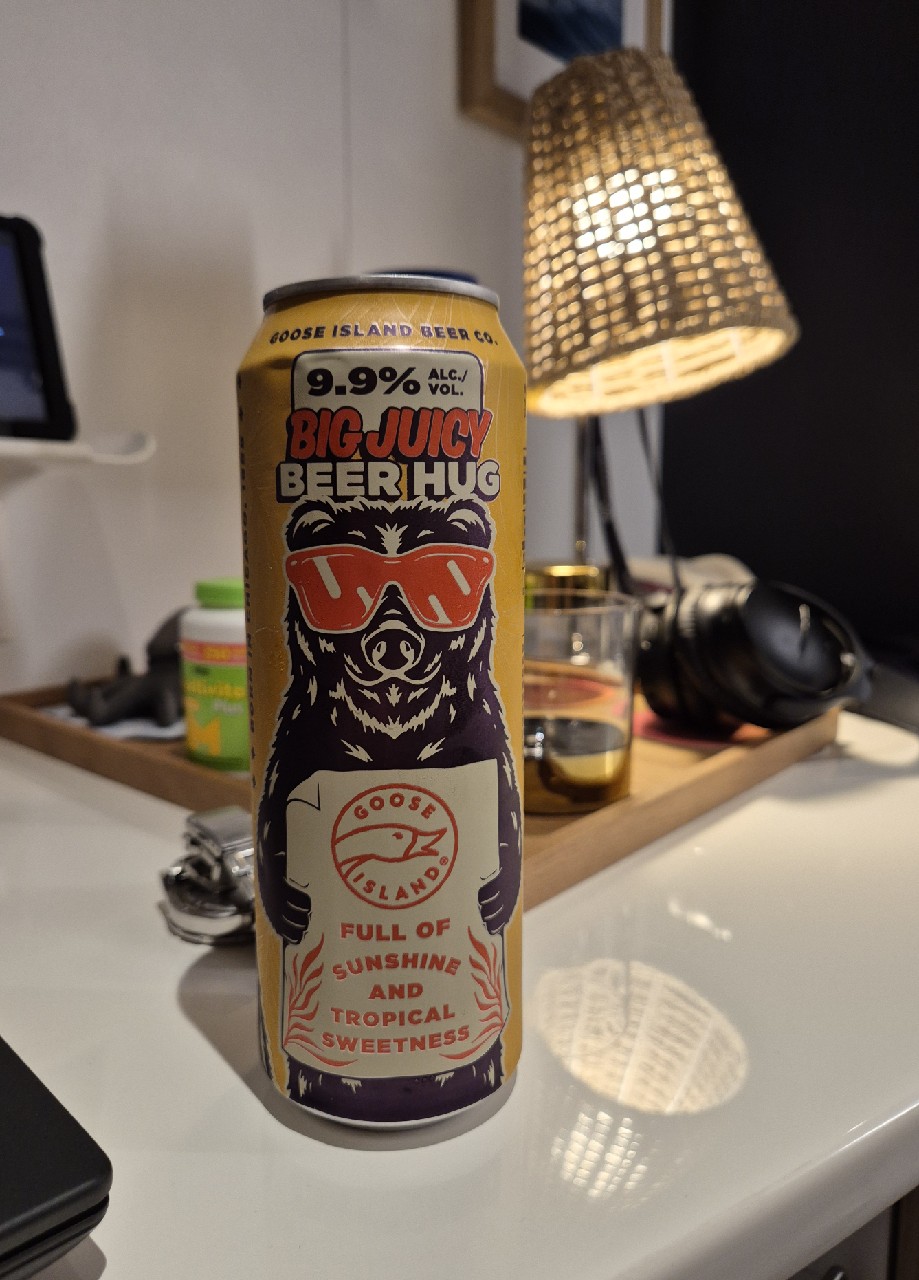 GOOSE ISLAND BEER CO.
9.9% ALC./
VOL.
BIG JUICY
BEER HUG
GOOSE
ISLAND®
FULL OF
SUNSHINE
AND
TROPICAL
SWEETNESS